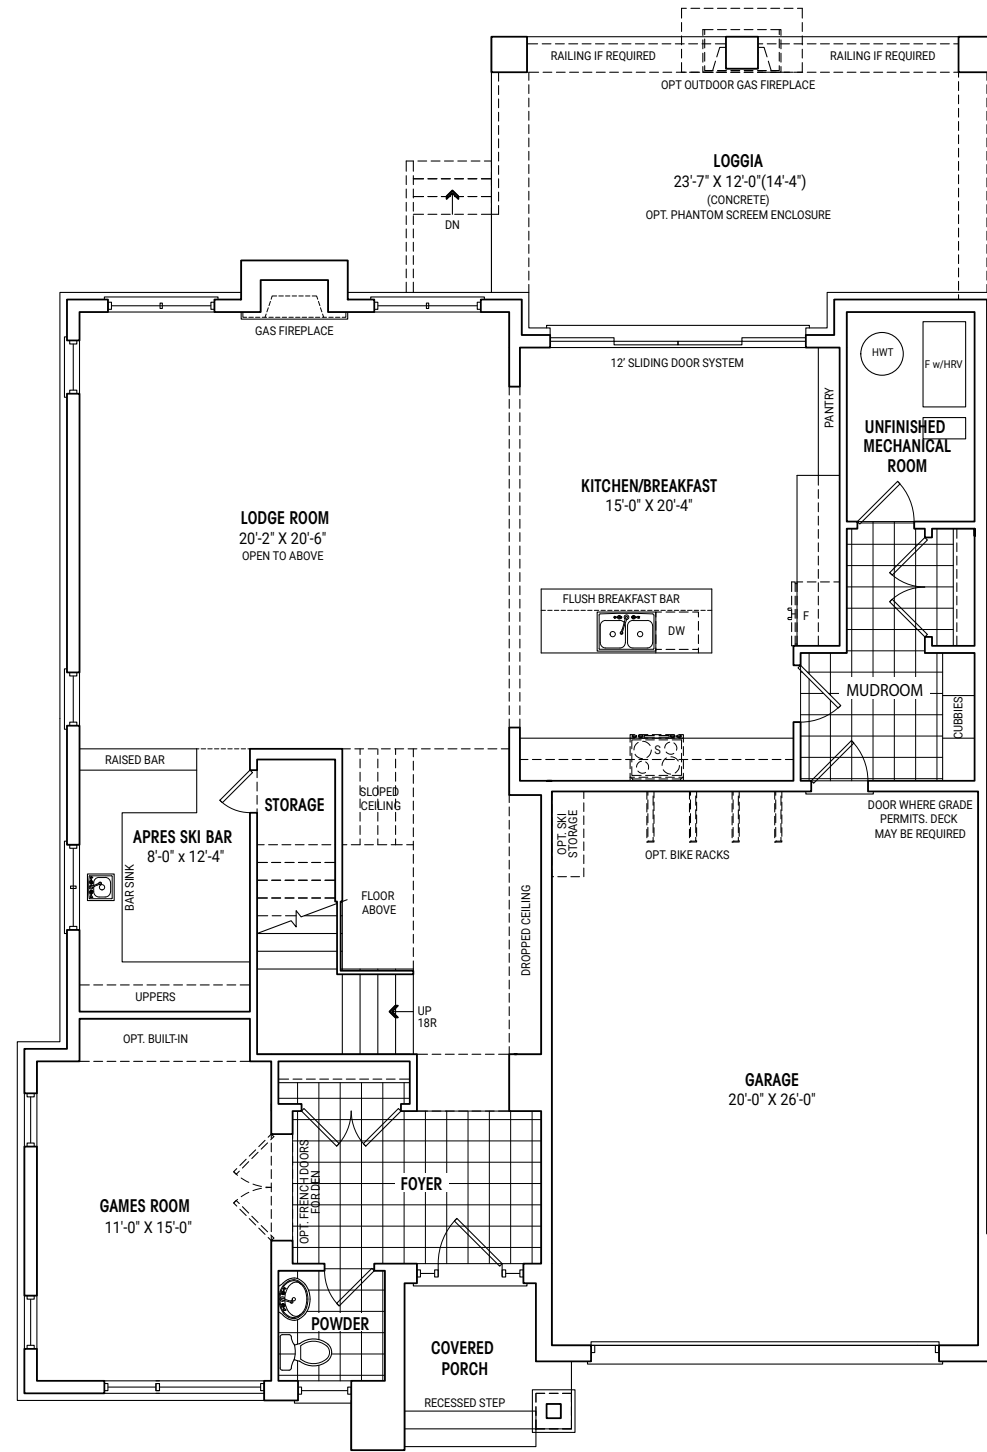 RAILING IF REQUIRED
RAILING IF REQUIRED
OPT OUTDOOR GAS FIREPLACE
LOGGIA
23'-7" X 12'-0"(14'-4")
(CONCRETE)
OPT. PHANTOM SCREEM ENCLOSURE
DN
GAS FIREPLACE
12' SLIDING DOOR SYSTEM
HWT
F w/HRV
PANTRY
UNFINISHED
MECHANICAL
ROOM
KITCHEN/BREAKFAST
15'-0" X 20'-4"
LODGE ROOM
20'-2" X 20'-6"
OPEN TO ABOVE
FLUSH BREAKFAST BAR
DW
F
MUDROOM
CUBBIES
S
RAISED BAR
STORAGE
SLOPED
CEILING
APRES SKI BAR
8'-0" x 12'-4"
BAR SINK
FLOOR
ABOVE
DROPPED CEILING
OPT. SKI
STORAGE
OPT. BIKE RACKS
DOOR WHERE GRADE
PERMITS. DECK
MAY BE REQUIRED
UPPERS
UP
18R
OPT. BUILT-IN
GARAGE
20'-0" X 26'-0"
GAMES ROOM
11'-0" X 15'-0"
OPT. FRENCH DOORS
FOR DEN
FOYER
POWDER
COVERED
PORCH
RECESSED STEP